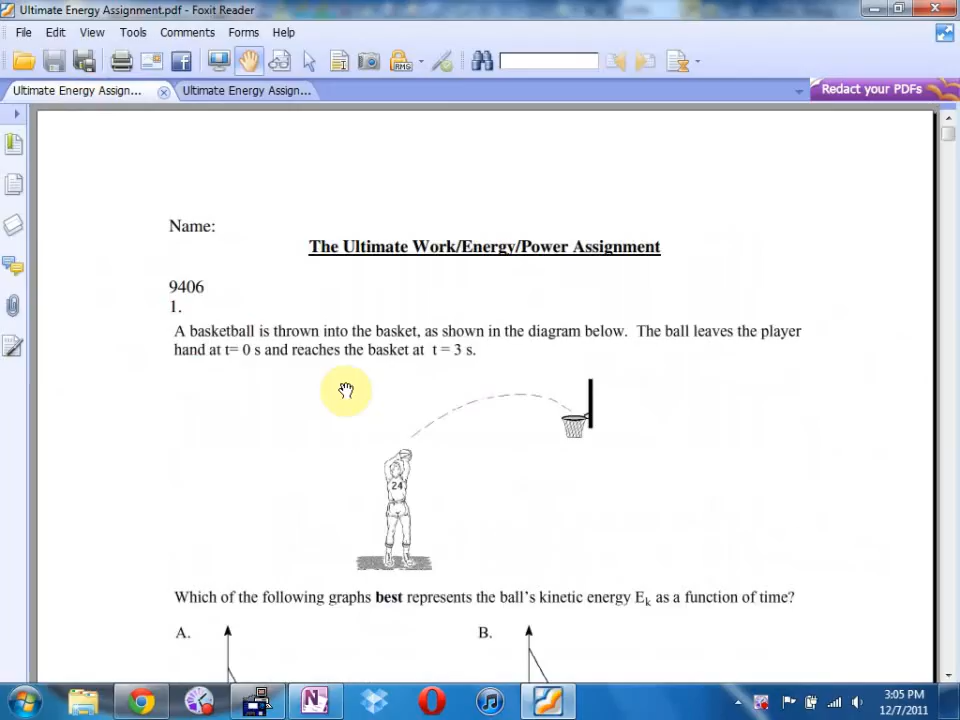 Ultimate Energy Assignment.pdf - Foxit Reader
File Edit View Tools Comments Forms Help
RMS
Ultimate Energy Assign... Ultimate Energy Assign... Redact your PDFs
Name:
The Ultimate Work/Energy/Power Assignment
9406
1.
A basketball is thrown into the basket, as shown in the diagram below. The ball leaves the player
hand at t= 0 s and reaches the basket at t = 3 s.
24
Which of the following graphs best represents the ball's kinetic energy Ek as a function of time?
A. B.
3:05 PM
12/7/2011